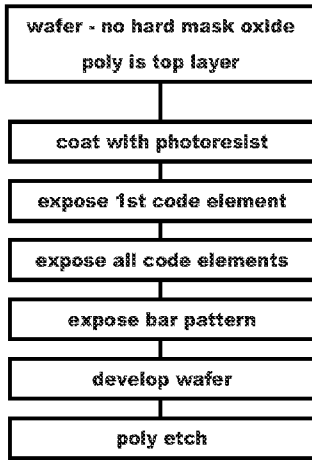 wafer - no hard mask oxide
poly is top layer
coat with photoresist
expose 1st code element
expose all code elements
expose bar pattern
develop wafer
poly etch